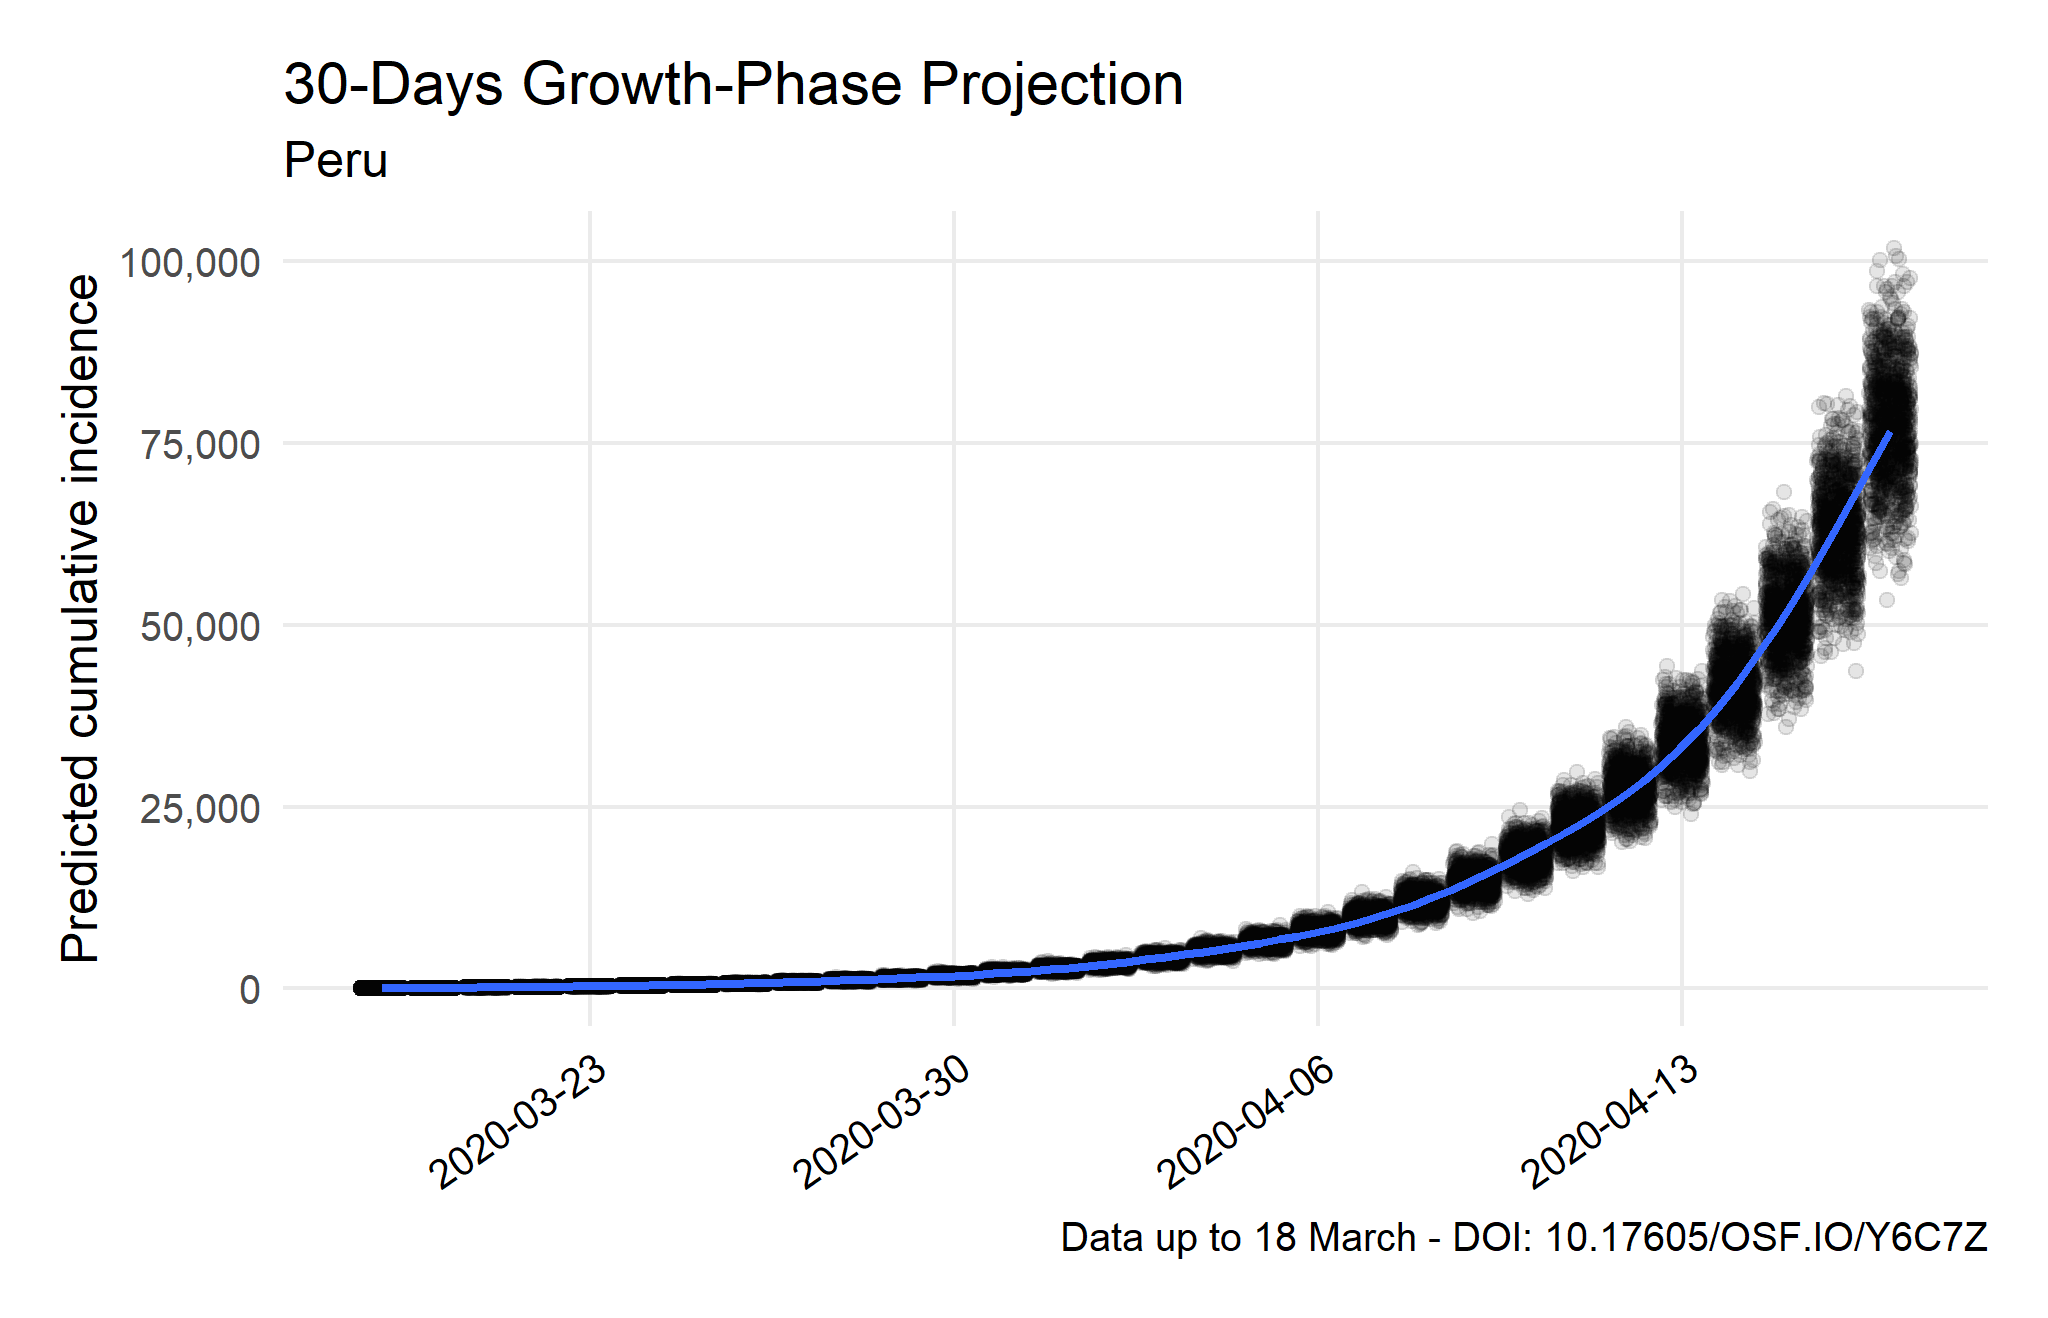 30-Days Growth-Phase Projection
Peru
Predicted cumulative incidence
100,000
75,000
50,000
25,000
0
2020-03-23
2020-03-30
2020-04-06
2020-04-13
Data up to 18 March - DOI: 10.17605/OSF.IO/Y6C7Z